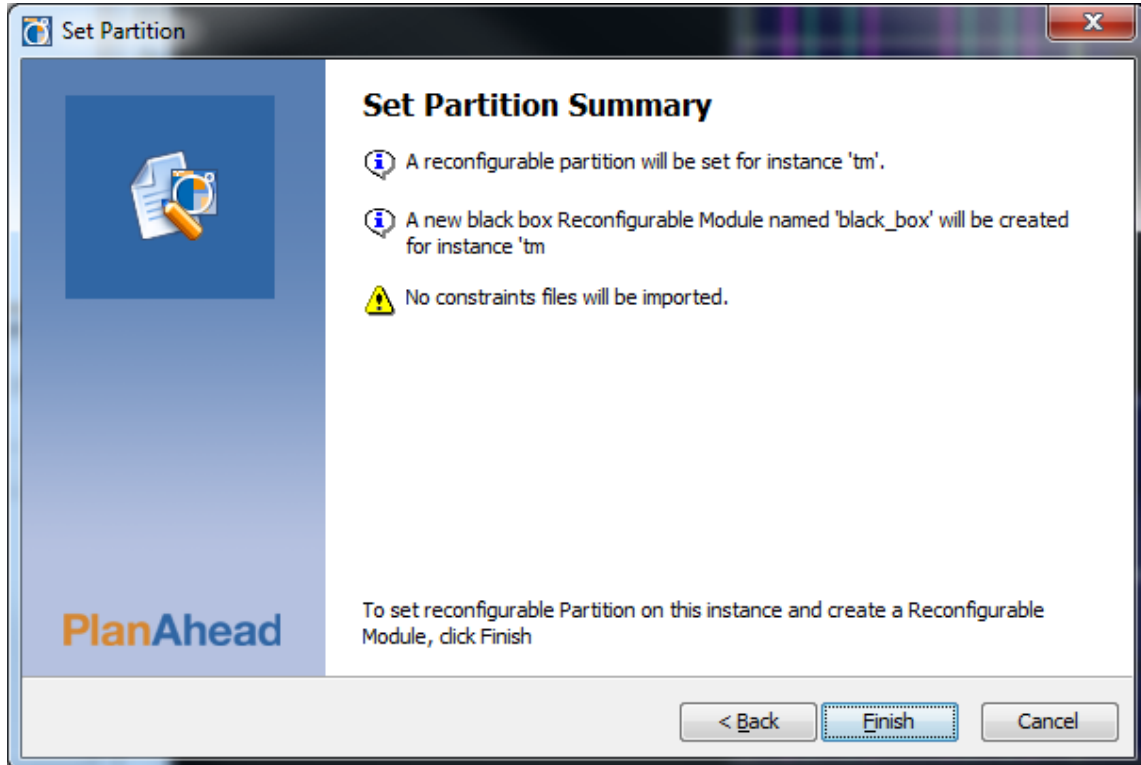 Set Partition
Set Partition Summary
A reconfigurable partition will be set for instance 'tm'.
A new black box Reconfigurable Module named 'black_box' will be created
for instance 'tm
No constraints files will be imported.
To set reconfigurable Partition on this instance and create a Reconfigurable
Module, click Finish
PlanAhead
< Back
Finish
Cancel